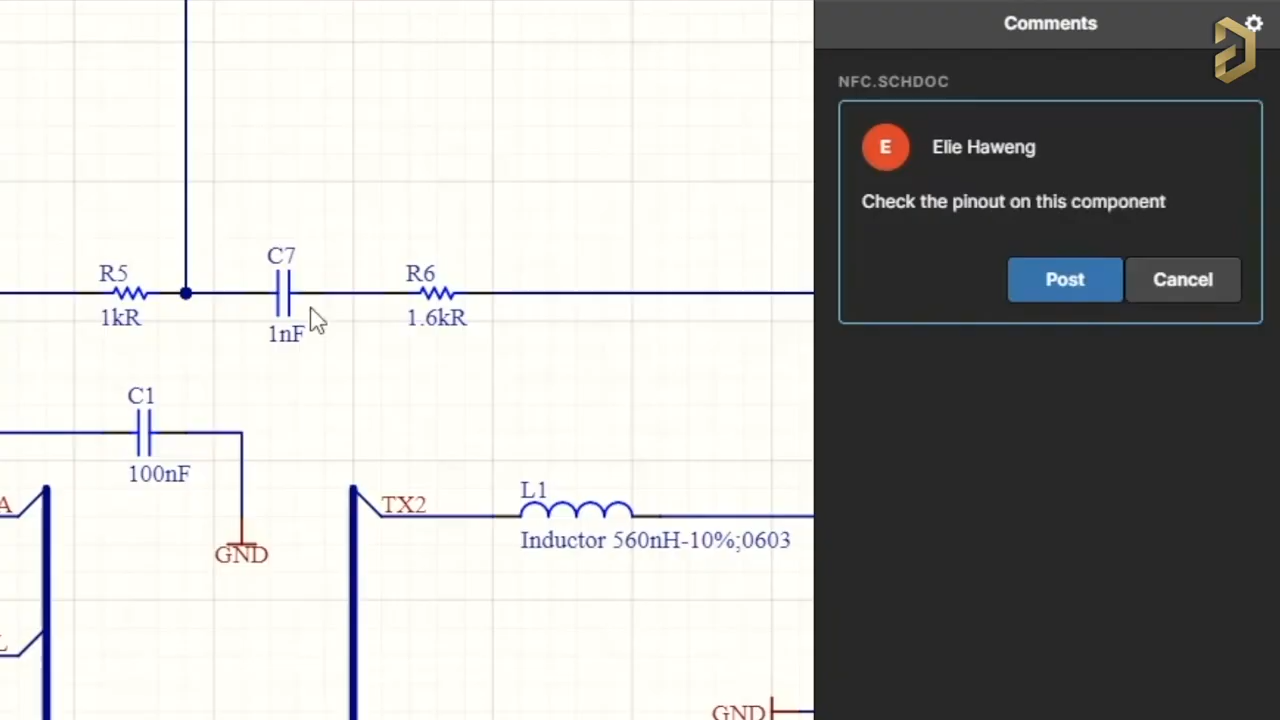 Comments
NFC.SCHDOC
E
Elie Haweng
Check the pinout on this component
Post
Cancel
C7
R5
R6
1kR
1nF
1.6kR
C1
100nF
A
TX2
L1
Inductor 560nH-10%;0603
GND
L
GND